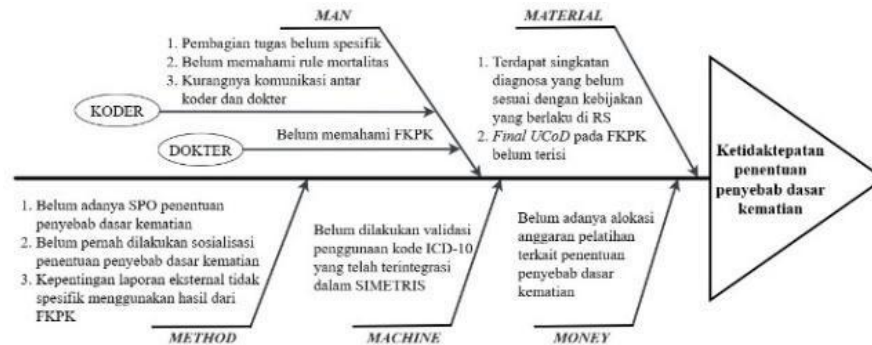 MAN
1. Pembagian tugas belum spesifik
2. Belum memahami rule mortalitas
3. Kurangnya komunikasi antar
koder dan dokter
KODER
Belum memahami FKPK
DOKTER
MATERIAL
1. Terdapat singkatan
diagnosa yang belum
sesuai dengan kebijakan
yang berlaku di RS
2. Final UCoD pada FKPK
belum terisi
Ketidaktepatan
penentuan
penyebab dasar
kematian
1. Belum adanya SPO penentuan
penyebab dasar kematian
2. Belum pernah dilakukan sosialisasi
penentuan penyebab dasar kematian
3. Kepentingan laporan eksternal tidak
spesifik menggunakan hasil dari
FKPK
METHOD
Belum dilakukan validasi
penggunaan kode ICD-10
yang telah terintegrasi
dalam SIMETRIS
MACHINE
Belum adanya alokasi
anggaran pelatihan
terkait penentuan
penyebab dasar
kematian
MONEY